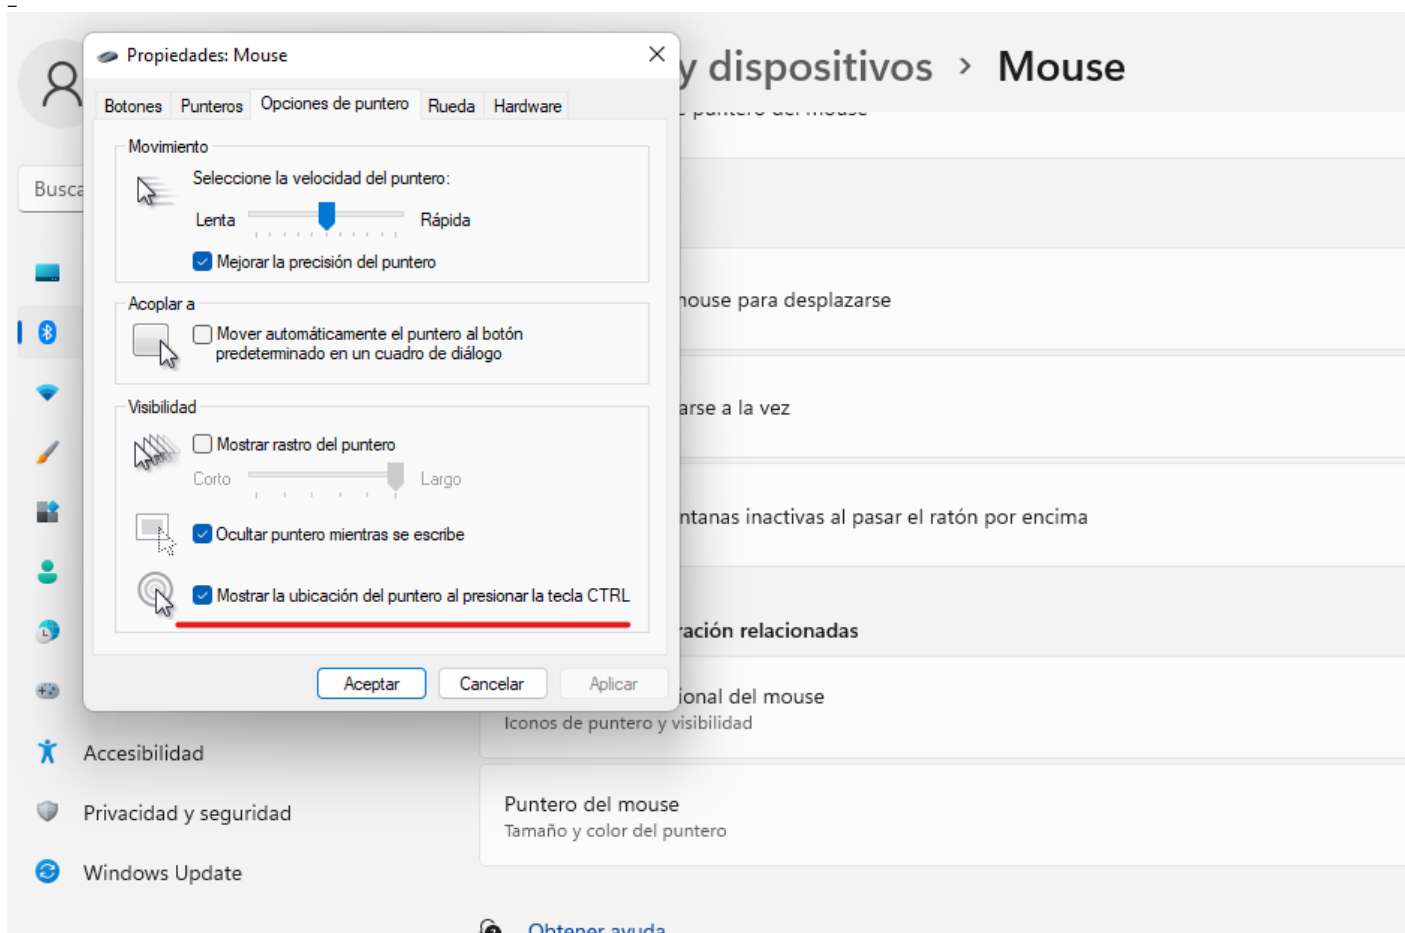 Propiedades: Mouse
y dispositivos > Mouse
Botones Punteros Opciones de puntero Rueda Hardware
Movimiento
Seleccione la velocidad del puntero:
Lenta Rápida
Mejorar la precisión del puntero
Acoplar a
Mover automáticamente el puntero al botón
predeterminado en un cuadro de diálogo
Visibilidad
Mostrar rastro del puntero
Corto Largo
Ocultar puntero mientras se escribe
Mostrar la ubicación del puntero al presionar la tecla CTRL
Aceptar Cancelar Aplicar
Busca
puntero del mouse
mouse para desplazarse
arse a la vez
ntanas inactivas al pasar el ratón por encima
ración relacionadas
ional del mouse
Iconos de puntero y visibilidad
Puntero del mouse
Tamaño y color del puntero
Obtener ayuda
Accesibilidad
Privacidad y seguridad
Windows Update